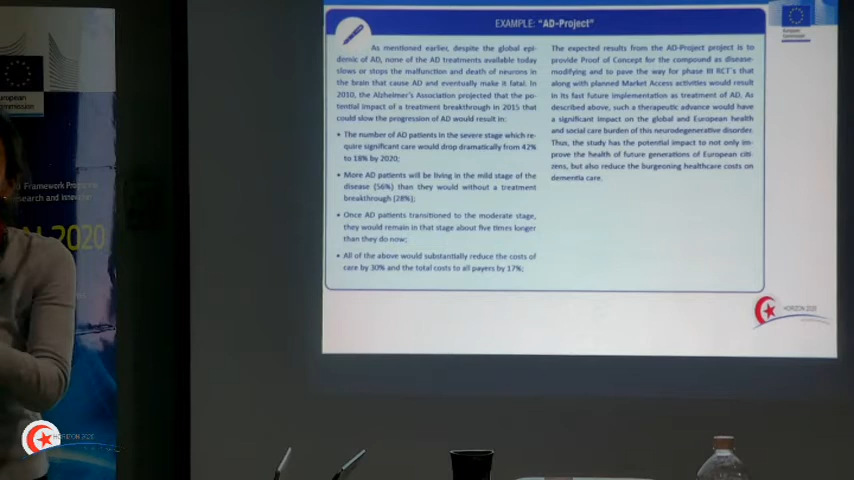 EXAMPLE: "AD-Project"
As mentioned earlier, despite the global epi-
demic of AD, none of the AD treatments available today
slows or stops the malfunction and death of neurons in
the brain that cause AD and eventually make it fatal. In
2010, the Alzheimer's Association projected that the po-
tential impact of a treatment breakthrough in 2015 that
could slow the progression of AD would result in:
• The number of AD patients in the severe stage which re-
quire significant care would drop dramatically from 42%
to 18% by 2020;
• More AD patients will be living in the mild stage of the
disease (56%) than they would without a treatment
breakthrough (28%);
• Once AD patients transitioned to the moderate stage,
they would remain in that stage about five times longer
than they do now;
• All of the above would substantially reduce the costs of
care by 30% and the total costs to all payers by 17%;
The expected results from the AD-Project project is to
provide Proof of Concept for the compound as disease-
modifying and to pave the way for phase III RCT's that
along with planned Market Access activities would result
in its fast future implementation as treatment of AD. As
described above, such a therapeutic advance would have
a significant impact on the global and European health
and social care burden of this neurodegenerative disorder.
Thus, the study has the potential impact to not only im-
prove the health of future generations of European citi-
zens, but also reduce the burgeoning healthcare costs on
dementia care.
European
Commission
HORIZON 2020
uropean
ommission
Framework Programme
search and Innova
2020
HORIZON 2020